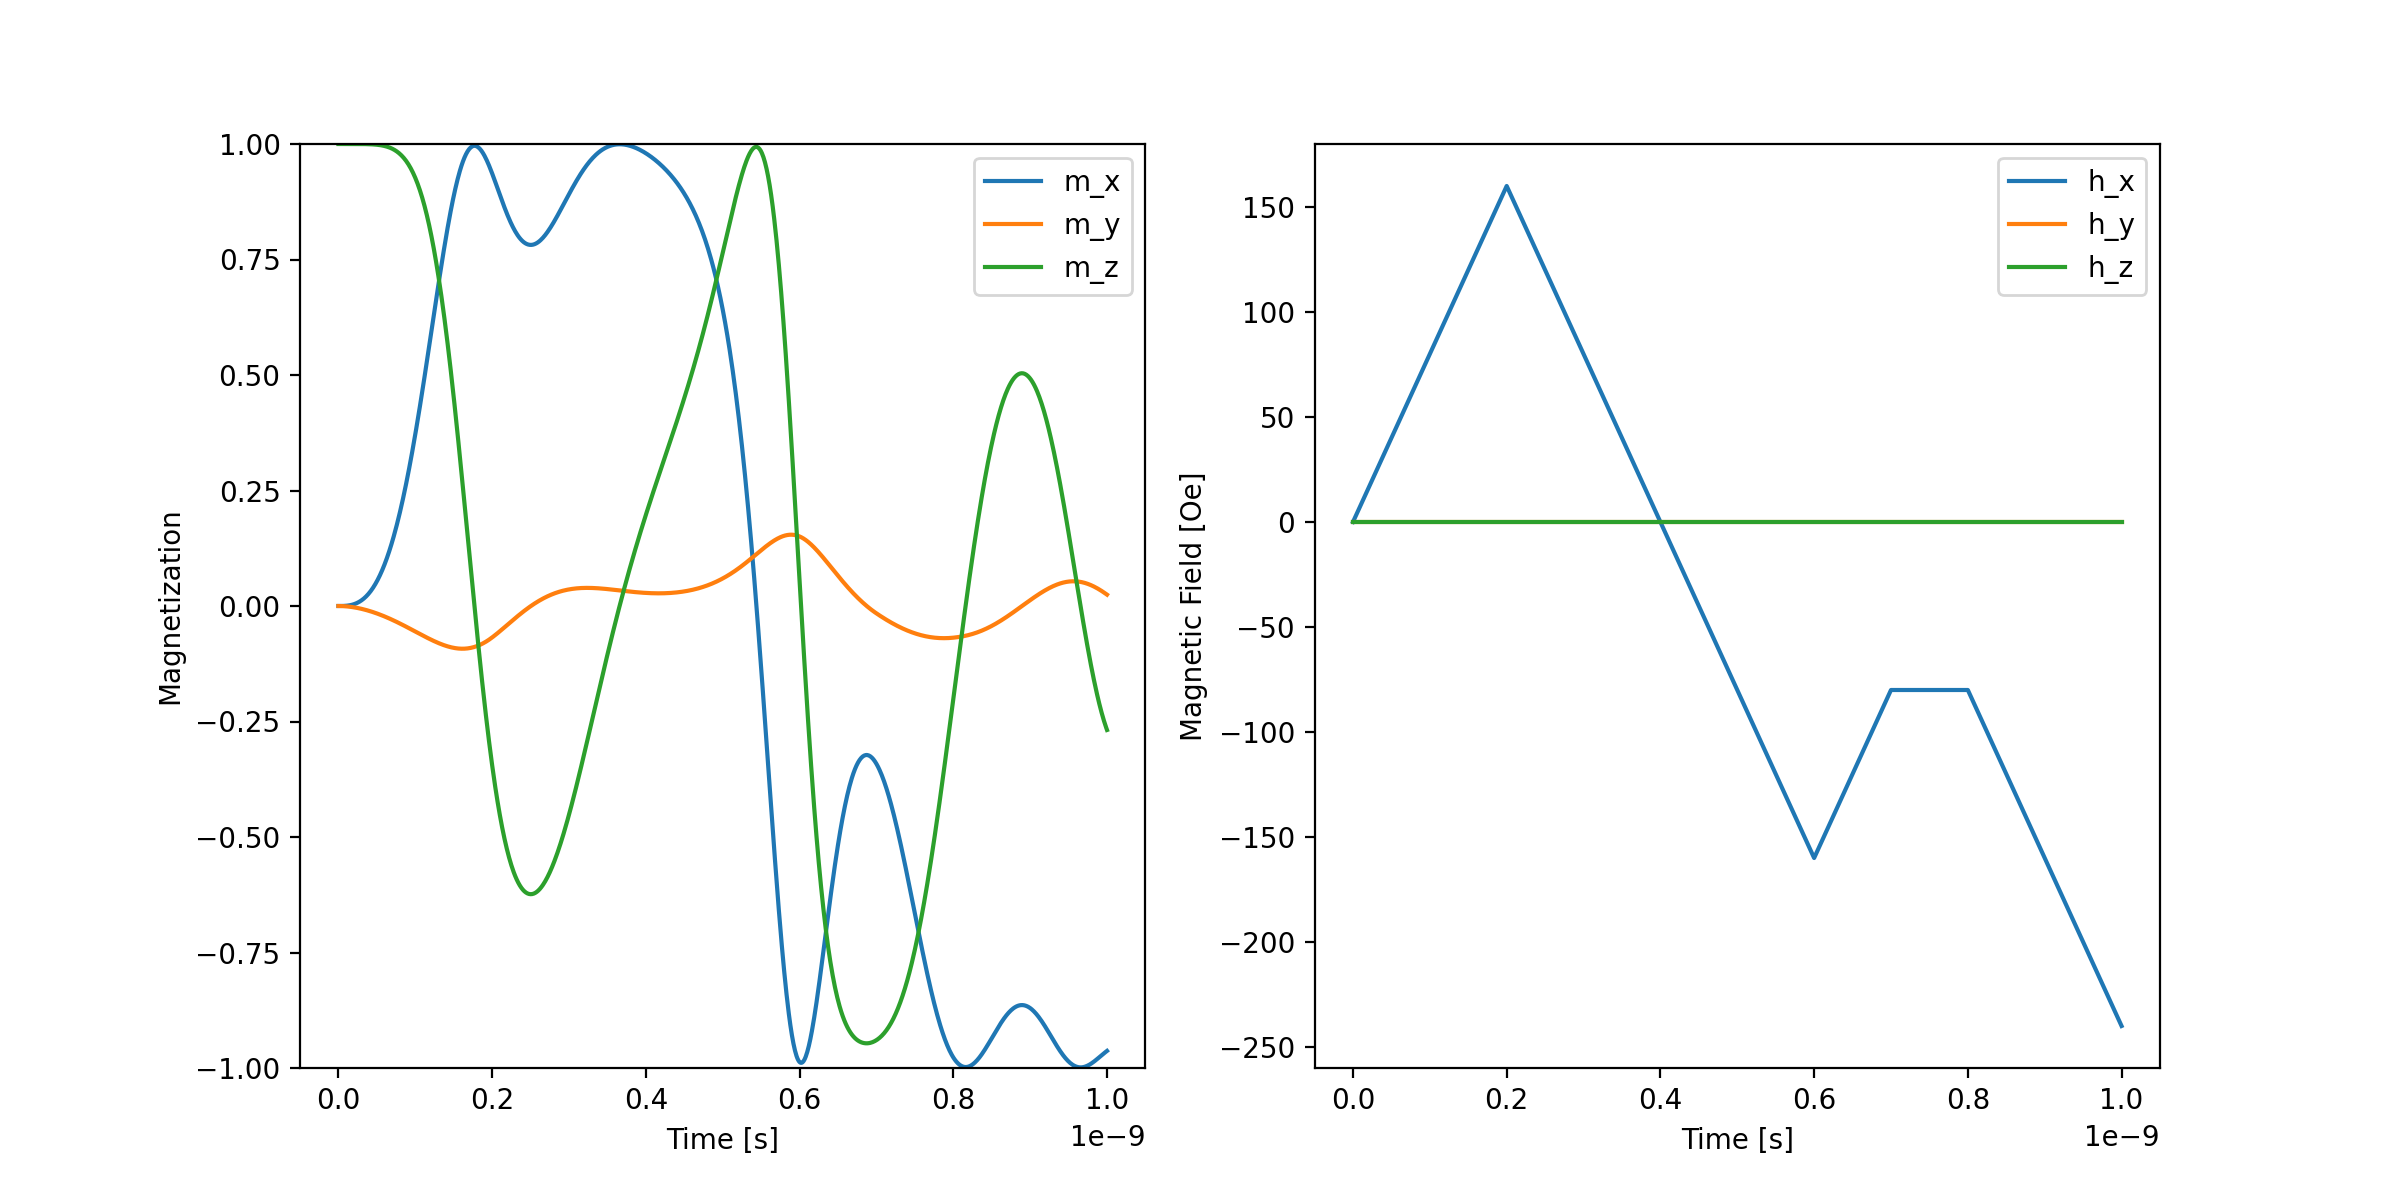 1.00
0.75
0.50
0.25
0.00
−0.25
−0.50
−0.75
−1.00
Magnetization
0.0 0.2 0.4 0.6 0.8 1.0
Time [s]
1e−9
m_x
m_y
m_z
150
100
50
0
−50
−100
−150
−200
−250
Magnetic Field [Oe]
0.0 0.2 0.4 0.6 0.8 1.0
Time [s]
1e−9
h_x
h_y
h_z